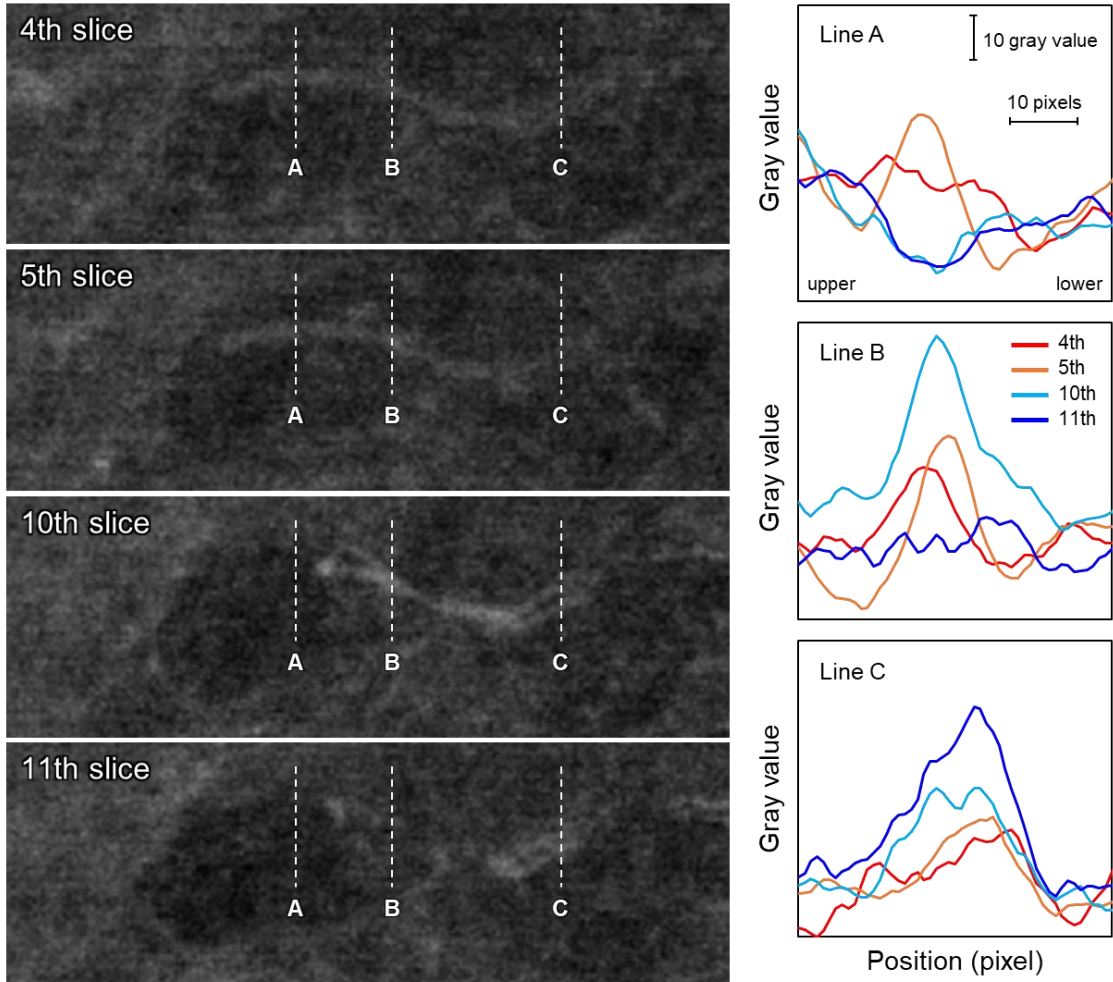 4th slice
A
B
C
5th slice
A
B
C
10th slice
A
B
C
11th slice
A
B
C
Line A
10 gray value
10 pixels
Gray value
upper
lower
Line B
4th
5th
10th
11th
Gray value
Line C
Gray value
Position (pixel)